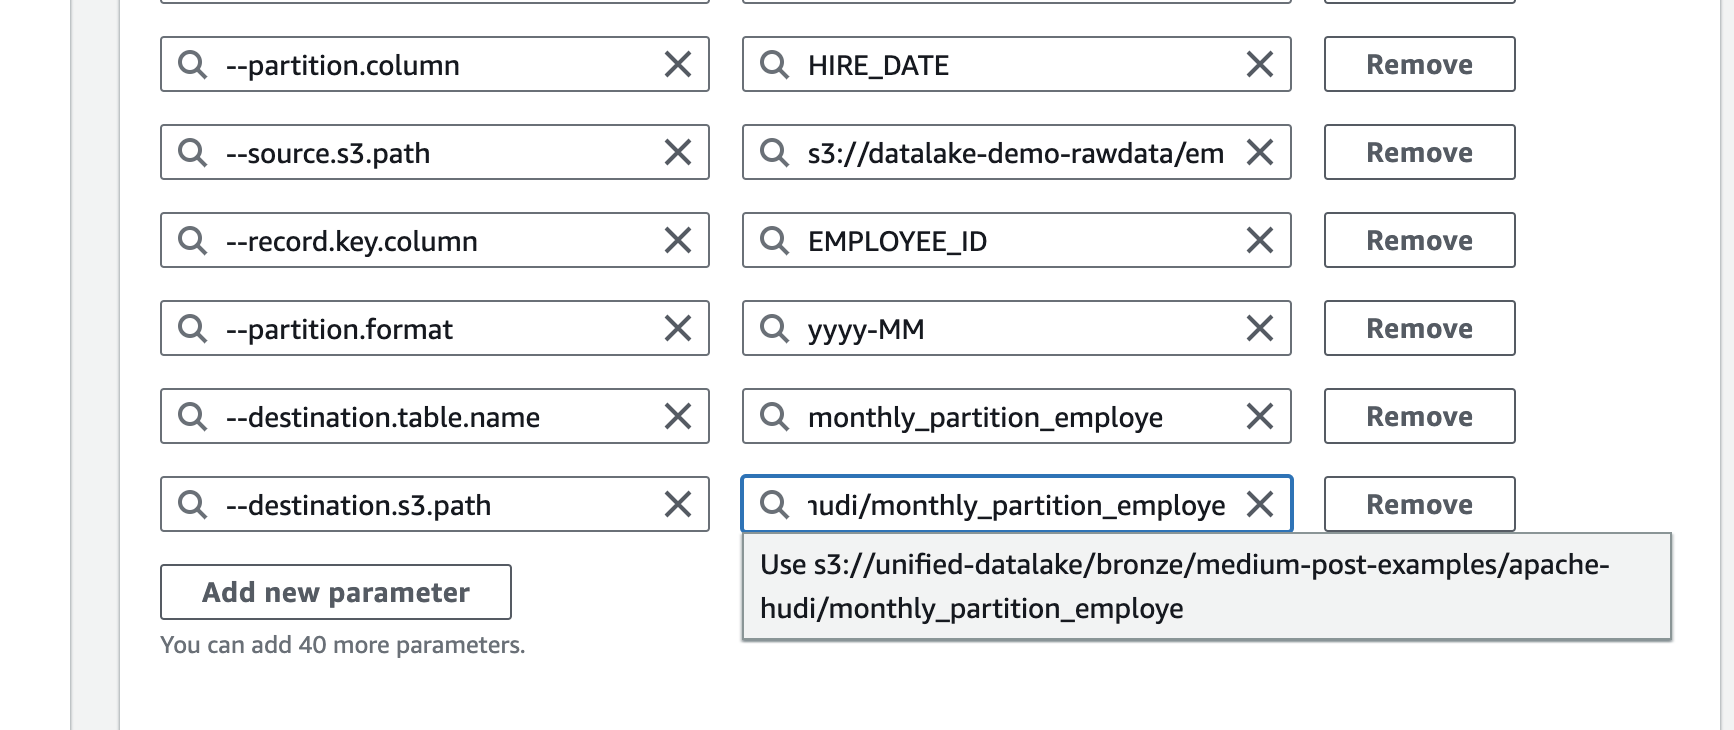 --partition.column HIRE_DATE Remove
--source.s3.path s3://datalake-demo-rawdata/em Remove
--record.key.column EMPLOYEE_ID Remove
--partition.format yyyy-MM Remove
--destination.table.name monthly_partition_employe Remove
--destination.s3.path hudi/monthly_partition_employe Remove
Use s3://unified-datalake/bronze/medium-post-examples/apache-
hudi/monthly_partition_employe
Add new parameter
You can add 40 more parameters.